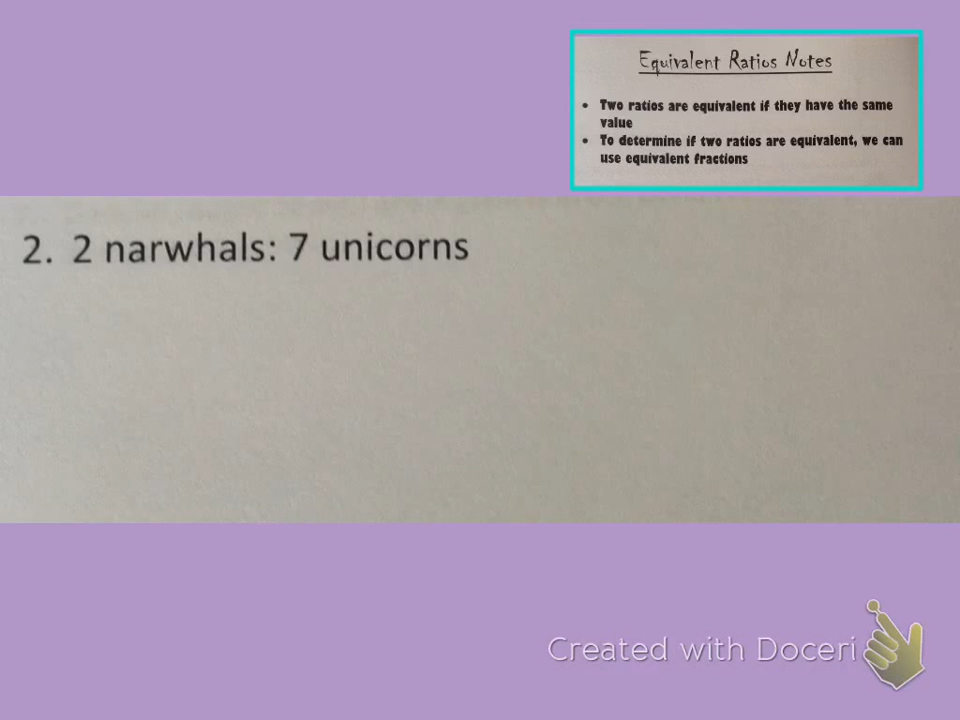 Equivalent Ratios Notes
• Two ratios are equivalent if they have the same
value
• To determine if two ratios are equivalent, we can
use equivalent fractions
2. 2 narwhals: 7 unicorns
Created with Doceri